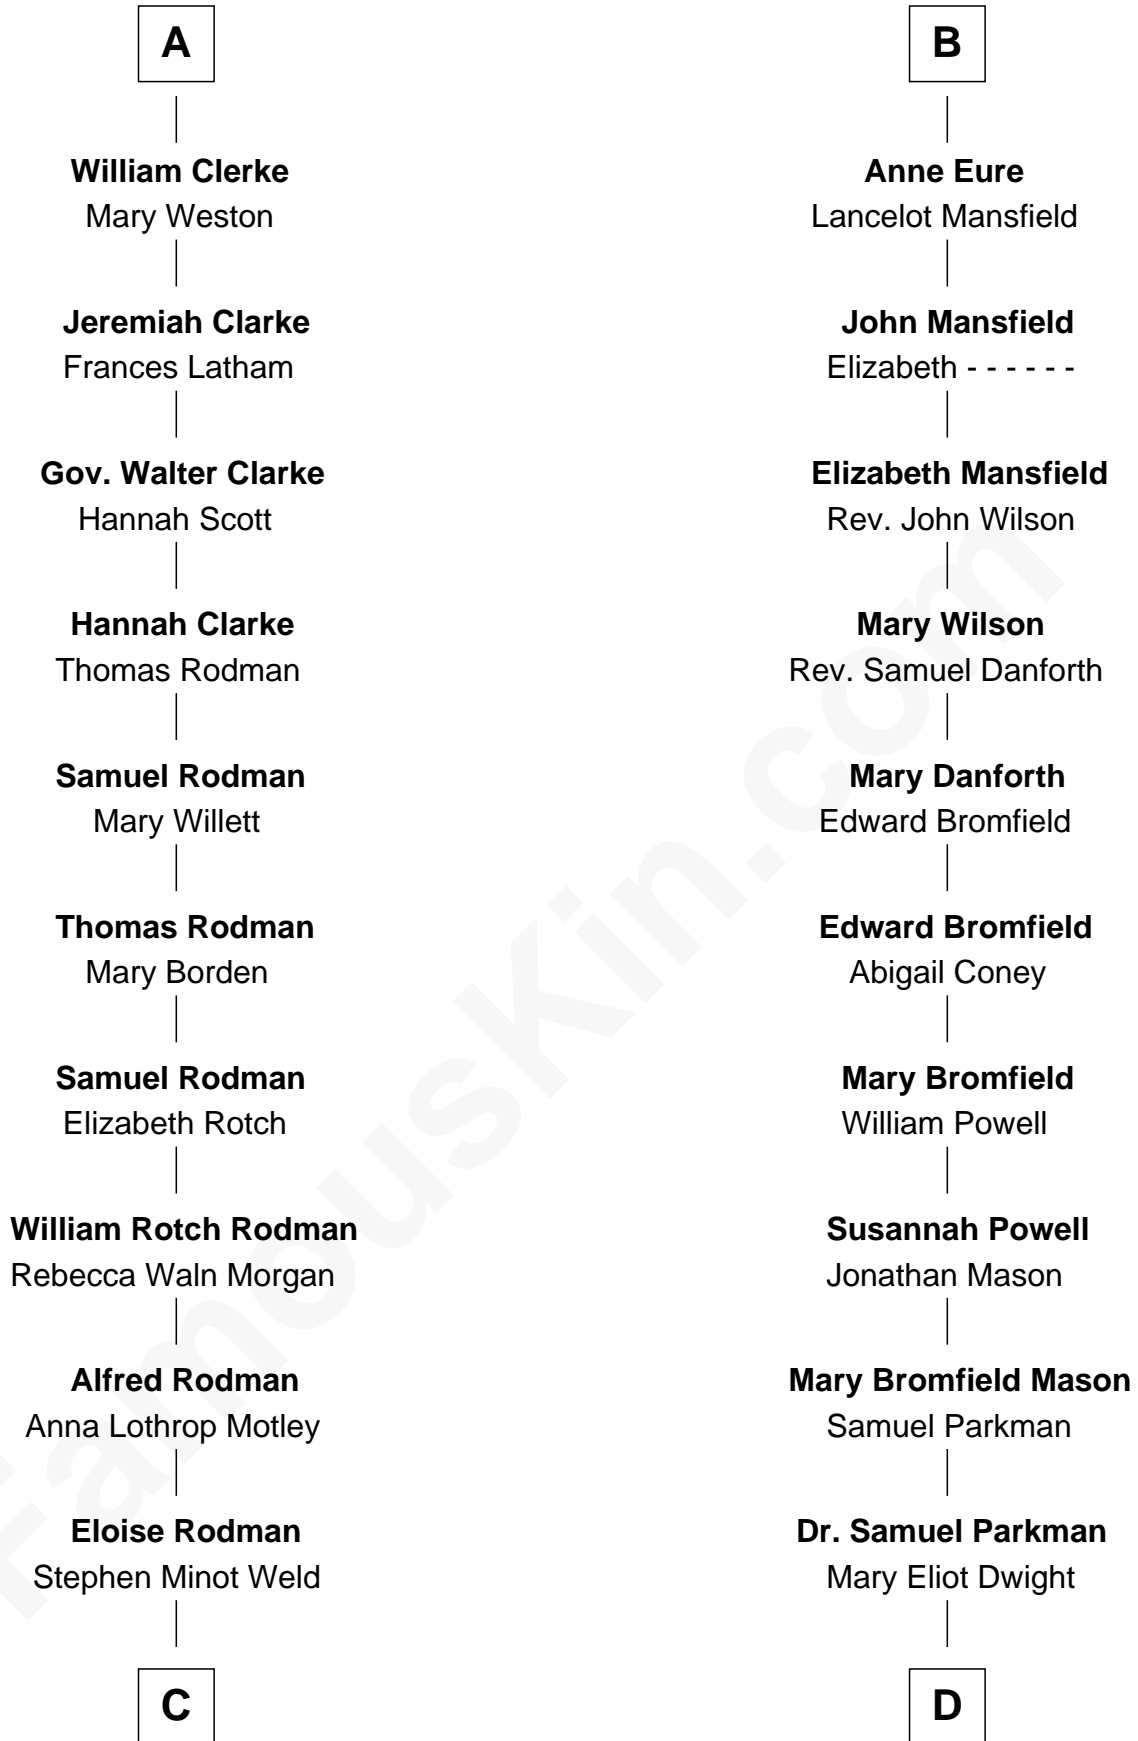 A
William Clerke
Mary Weston
Jeremiah Clarke
Frances Latham
Gov. Walter Clarke
Hannah Scott
Hannah Clarke
Thomas Rodman
Samuel Rodman
Mary Willett
Thomas Rodman
Mary Borden
Samuel Rodman
Elizabeth Rotch
William Rotch Rodman
Rebecca Waln Morgan
Alfred Rodman
Anna Lothrop Motley
Eloise Rodman
Stephen Minot Weld
C
B
Anne Eure
Lancelot Mansfield
John Mansfield
Elizabeth - - - - - -
Elizabeth Mansfield
Rev. John Wilson
Mary Wilson
Rev. Samuel Danforth
Mary Danforth
Edward Bromfield
Edward Bromfield
Abigail Coney
Mary Bromfield
William Powell
Susannah Powell
Jonathan Mason
Mary Bromfield Mason
Samuel Parkman
Dr. Samuel Parkman
Mary Eliot Dwight
D
FamousKin.com